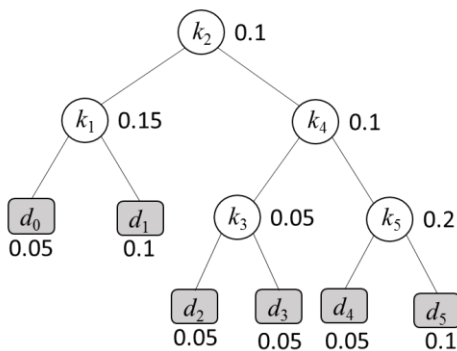 k₂ 0.1
k₁ 0.15 k₄ 0.1
d₀ d₁ k₃ 0.05 k₅ 0.2
0.05 0.1
d₂ d₃ d₄ d₅
0.05 0.05 0.05 0.1